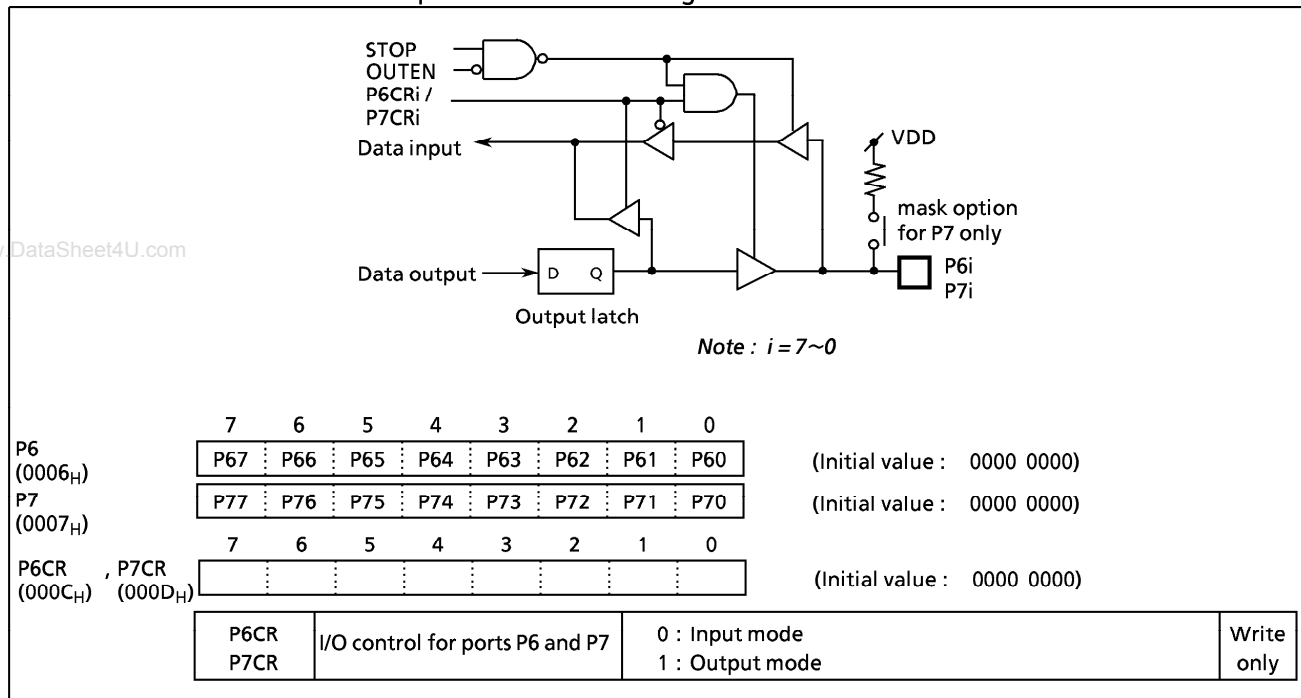 STOP
OUTEN
P6CRi /
P7CRi
Data input
VDD
mask option
for P7 only
Data output
D Q
P6i
P7i
Output latch
Note : i = 7~0
.DataSheet4U.com
7 6 5 4 3 2 1 0
P6
(0006H)
P67 P66 P65 P64 P63 P62 P61 P60
(Initial value : 0000 0000)
P7
(0007H)
P77 P76 P75 P74 P73 P72 P71 P70
(Initial value : 0000 0000)
7 6 5 4 3 2 1 0
P6CR , P7CR
(000CH) (000DH)
(Initial value : 0000 0000)
P6CR
P7CR
I/O control for ports P6 and P7
0 : Input mode
1 : Output mode
Write
only